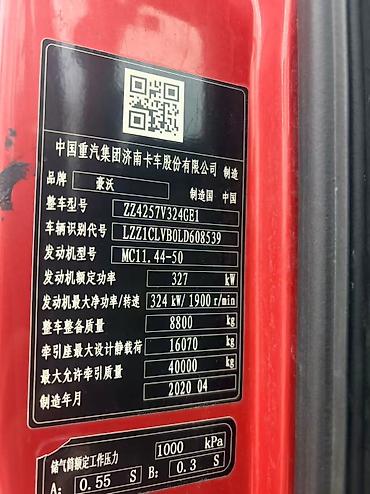 中国重汽集团济南卡车股份有限公司 制造
品牌 豪沃 制造国 中国
整车型号 ZZ4257V324GE1
车辆识别代号 LZZ1CLVB0LD608539
发动机型号 MC11.44-50
发动机额定功率 327 kW
发动机最大净功率/转速 324 kW/ 1900 r/min
整车整备质量 8800 kg
牵引座最大设计静载荷 16070 kg
最大允许牵引质量 40000 kg
制造年月 2020 04
储气筒额定工作压力 1000 kPa
A: 0.55 S B: 0.3 S